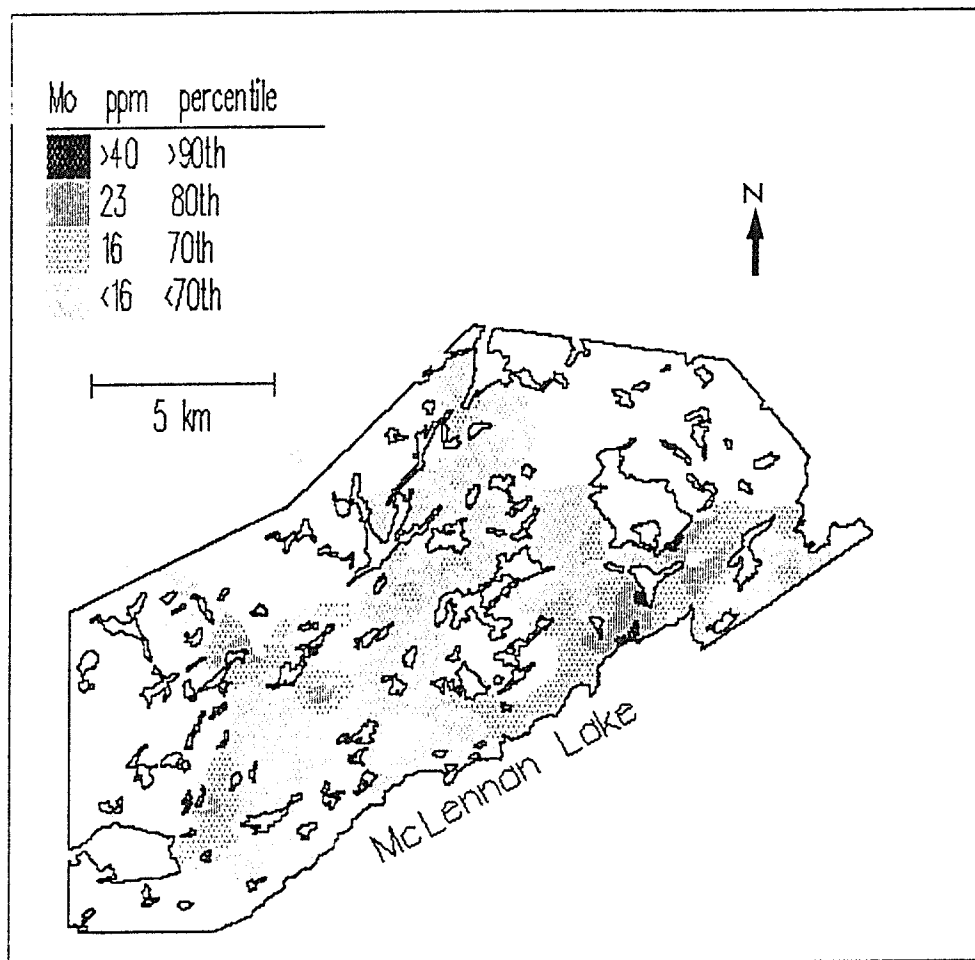 Mo ppm percentile
>40 >90th
23 80th
16 70th
<16 <70th
N
5 km
McLennan Lake